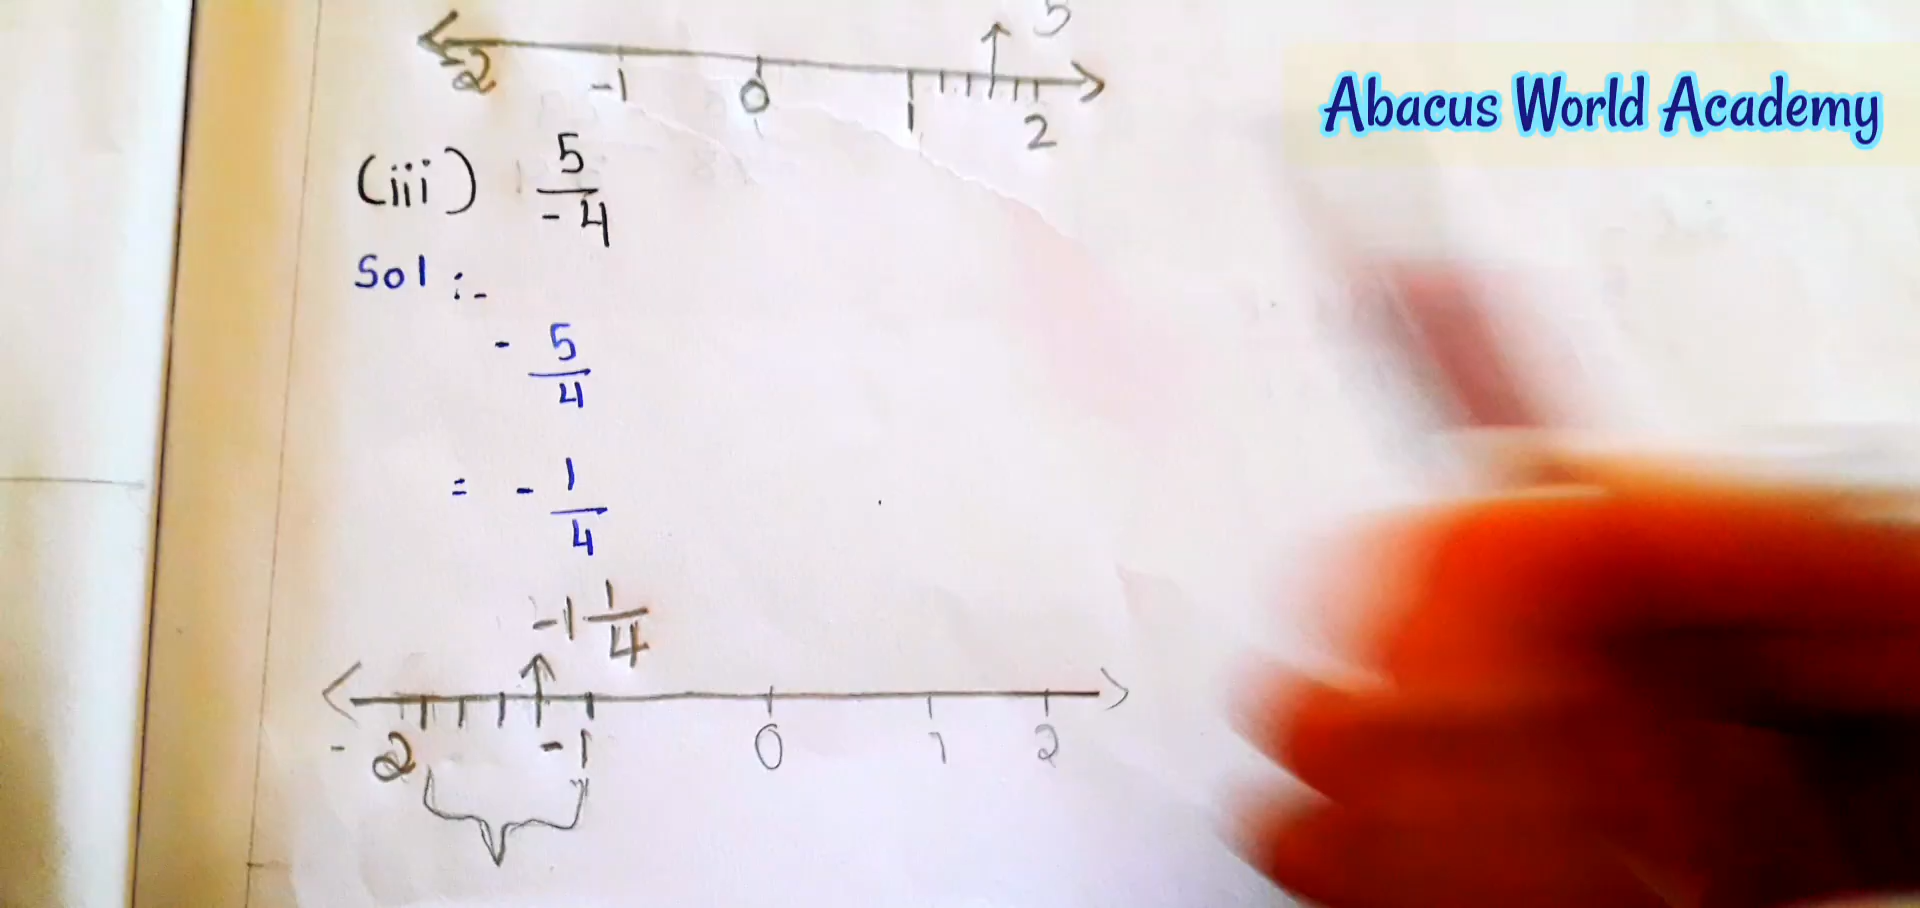 5
-2 -1 0 1 2
Abacus World Academy
(iii) 5/-4
Sol :-
- 5/4
= - 1/4
-1 1/4
- 2 -1 0 1 2